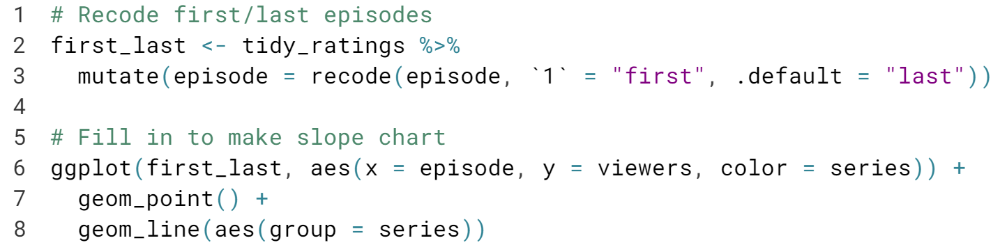 1 # Recode first/last episodes
2 first_last <- tidy_ratings %>%
3   mutate(episode = recode(episode, `1` = "first", .default = "last"))
4
5 # Fill in to make slope chart
6 ggplot(first_last, aes(x = episode, y = viewers, color = series)) +
7   geom_point() +
8   geom_line(aes(group = series))